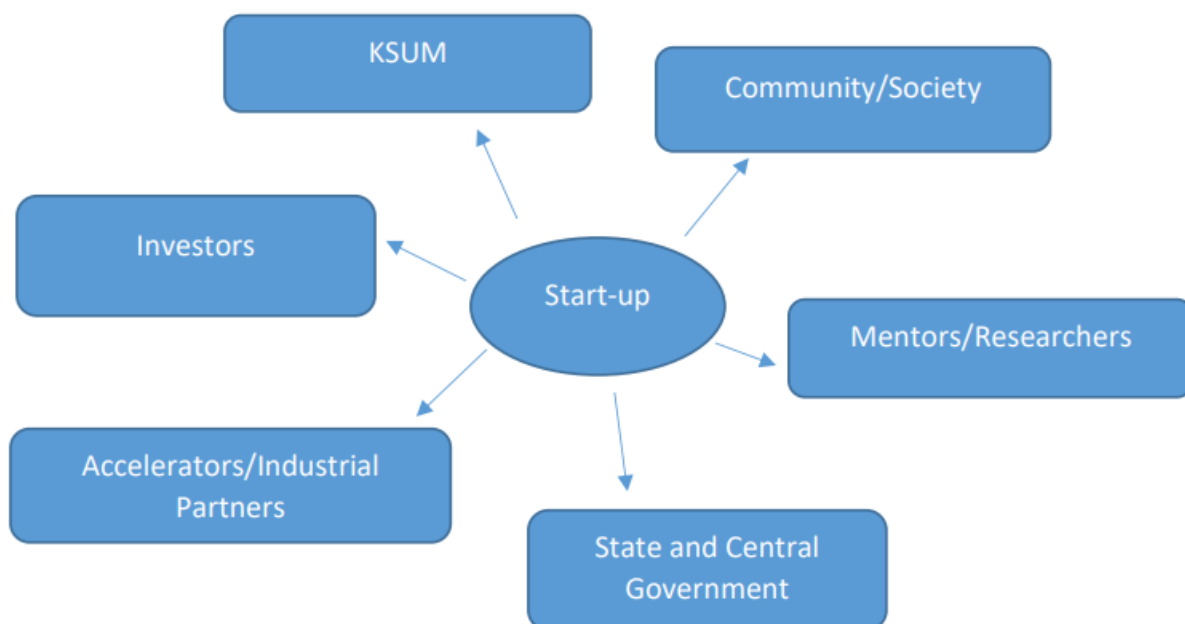 KSUM
Community/Society
Investors
Start-up
Mentors/Researchers
Accelerators/Industrial
Partners
State and Central
Government